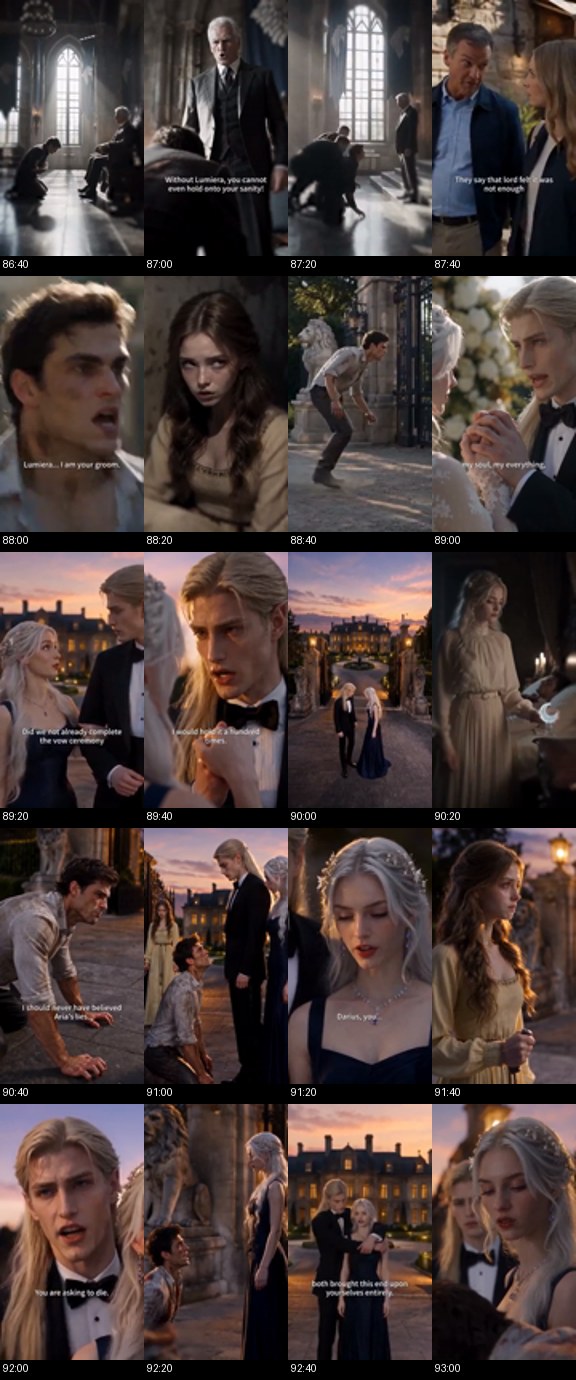 86:40
87:00
87:20
87:40
Without Lumiera, you cannot
even hold onto your sanity!
They say that lord felt it was
not enough
88:00
88:20
88:40
89:00
Lumiera... I am your groom.
my soul, my everything.
89:20
89:40
90:00
90:20
Did we not already complete
the vow ceremony
I would hold it a hundred
times.
90:40
91:00
91:20
91:40
I should never have believed
Aria's lies.
Darius, you...
92:00
92:20
92:40
93:00
You are asking to die.
both brought this end upon
yourselves entirely.